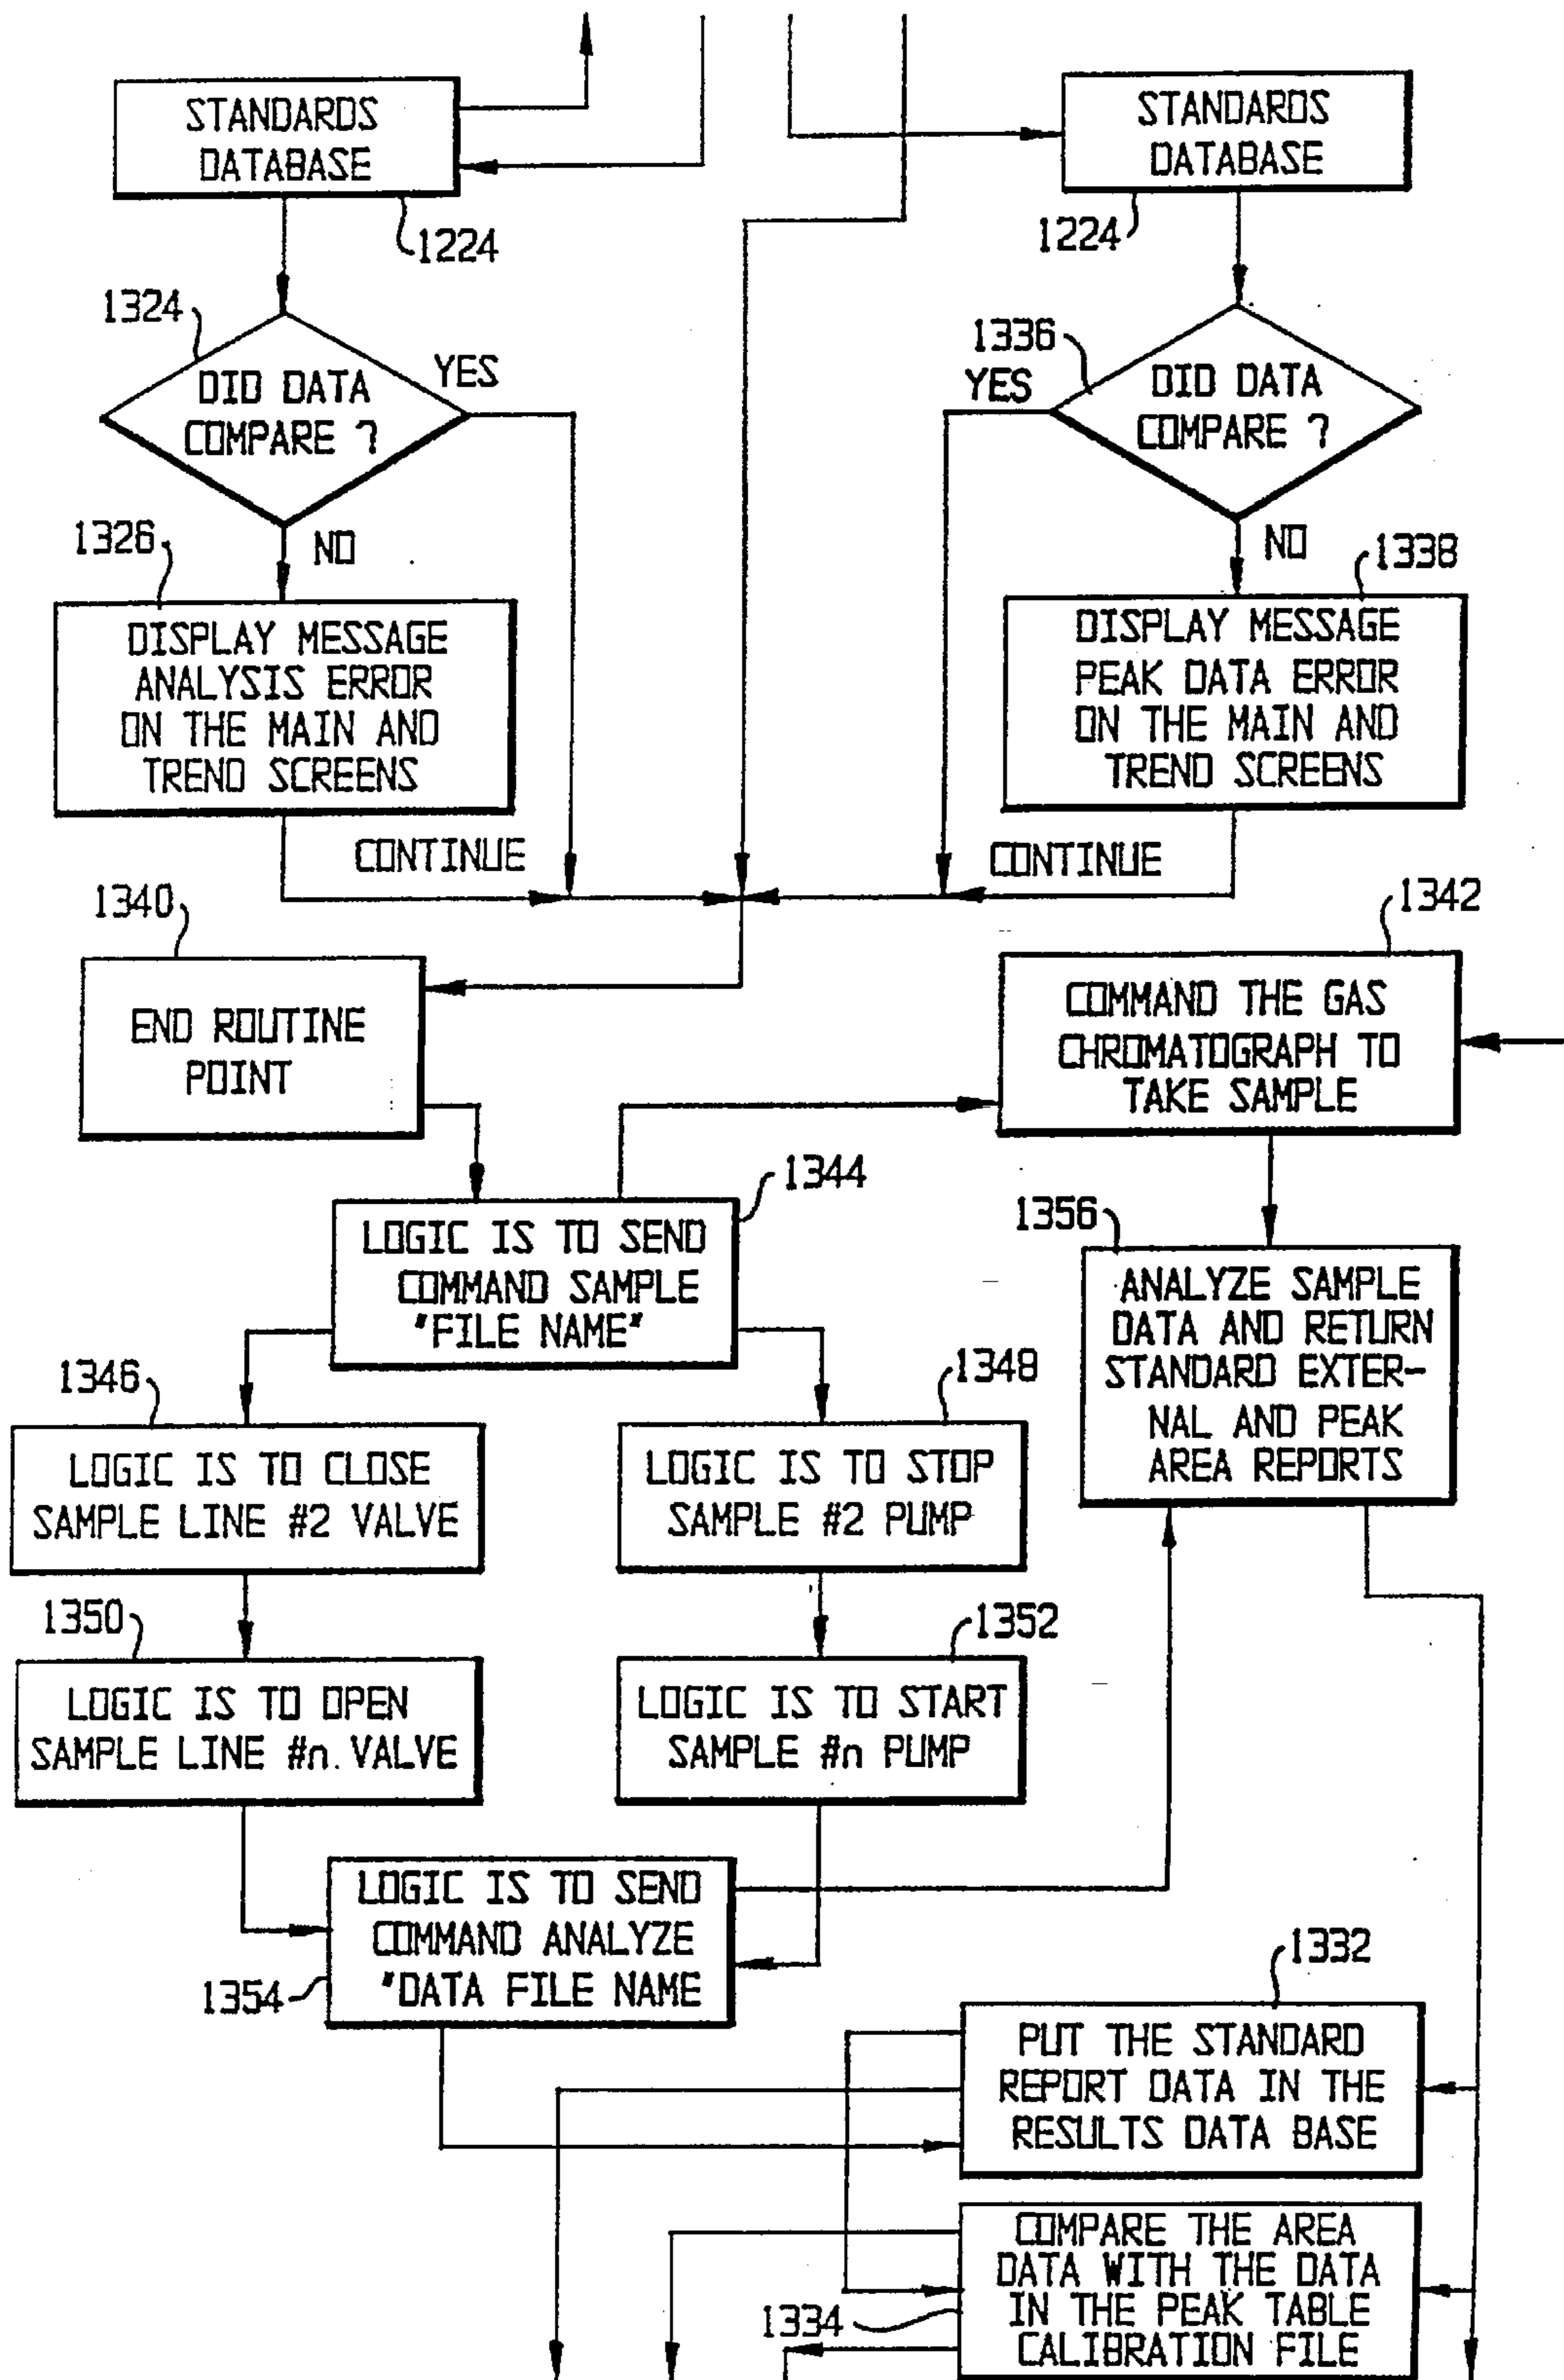 STANDARDS
DATABASE
1224
STANDARDS
DATABASE
1224
1324
DID DATA
COMPARE ?
YES
NO
1336
YES
DID DATA
COMPARE ?
NO
1326
DISPLAY MESSAGE
ANALYSIS ERROR
ON THE MAIN AND
TREND SCREENS
CONTINUE
1338
DISPLAY MESSAGE
PEAK DATA ERROR
ON THE MAIN AND
TREND SCREENS
CONTINUE
1340
END ROUTINE
POINT
1342
COMMAND THE GAS
CHROMATOGRAPH TO
TAKE SAMPLE
1344
LOGIC IS TO SEND
COMMAND SAMPLE
"FILE NAME"
1356
ANALYZE SAMPLE
DATA AND RETURN
STANDARD EXTER-
NAL AND PEAK
AREA REPORTS
1346
LOGIC IS TO CLOSE
SAMPLE LINE #2 VALVE
1348
LOGIC IS TO STOP
SAMPLE #2 PUMP
1350
LOGIC IS TO OPEN
SAMPLE LINE #n. VALVE
1352
LOGIC IS TO START
SAMPLE #n PUMP
LOGIC IS TO SEND
COMMAND ANALYZE
"DATA FILE NAME
1354
1332
PUT THE STANDARD
REPORT DATA IN THE
RESULTS DATA BASE
COMPARE THE AREA
DATA WITH THE DATA
IN THE PEAK TABLE
CALIBRATION FILE
1334